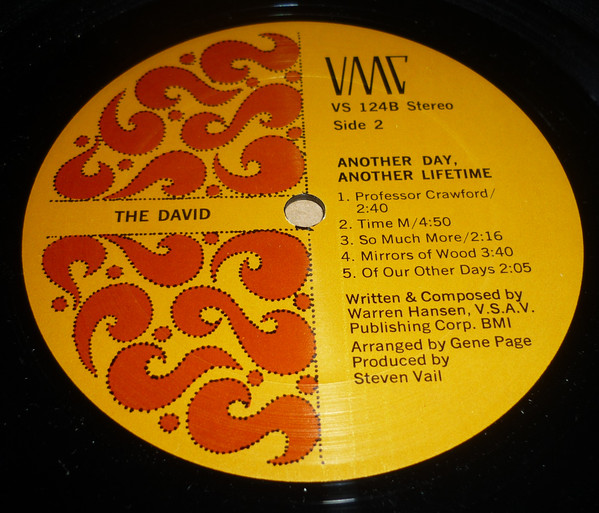 VMC
VS 124B Stereo
Side 2
ANOTHER DAY,
ANOTHER LIFETIME
1. Professor Crawford/
2:40
2. Time M/4:50
3. So Much More/2:16
4. Mirrors of Wood 3:40
5. Of Our Other Days 2:05
Written & Composed by
Warren Hansen, V.S.A.V.
Publishing Corp. BMI
Arranged by Gene Page
Produced by
Steven Vail
THE DAVID